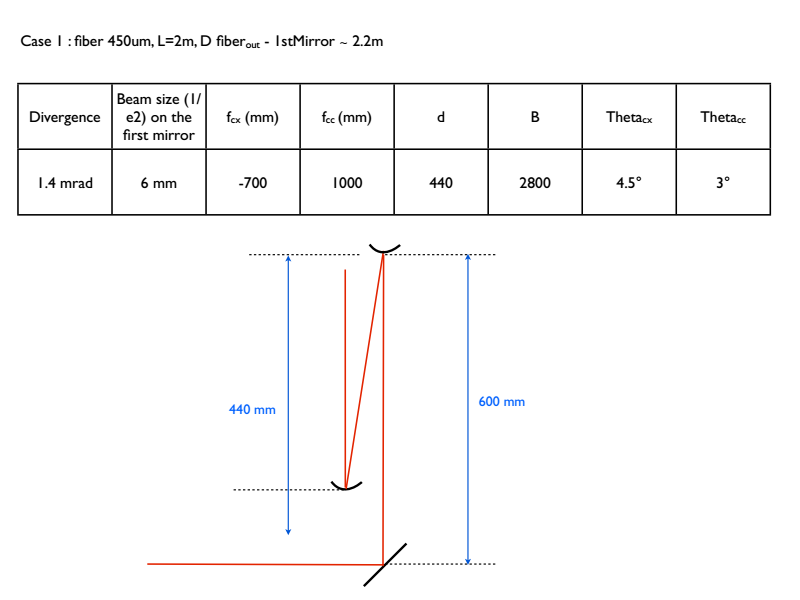 Case 1 : fiber 450um, L=2m, D fiberout - 1stMirror ~ 2.2m
Divergence
Beam size (1/
e2) on the
first mirror
fcx (mm)
fcc (mm)
d
B
Thetacx
Thetacc
1.4 mrad
6 mm
-700
1000
440
2800
4.5°
3°
440 mm
600 mm